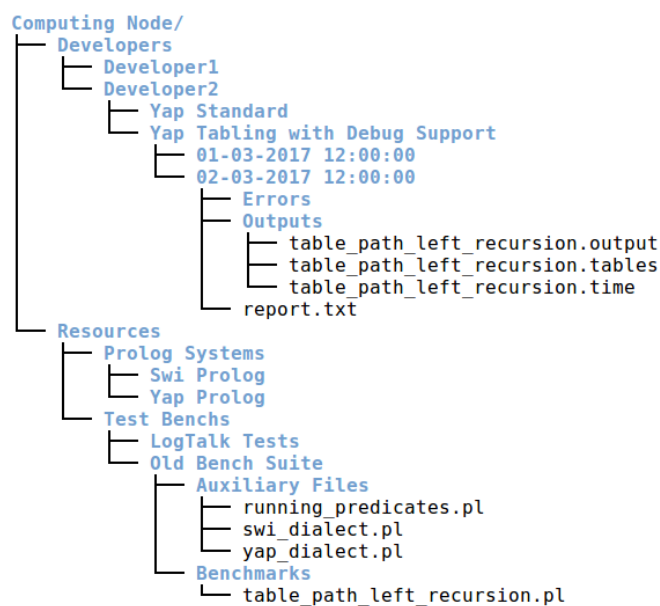 Computing Node/
Developers
Developer1
Developer2
Yap Standard
Yap Tabling with Debug Support
01-03-2017 12:00:00
02-03-2017 12:00:00
Errors
Outputs
table_path_left_recursion.output
table_path_left_recursion.tables
table_path_left_recursion.time
report.txt
Resources
Prolog Systems
Swi Prolog
Yap Prolog
Test Benchs
LogTalk Tests
Old Bench Suite
Auxiliary Files
running_predicates.pl
swi_dialect.pl
yap_dialect.pl
Benchmarks
table_path_left_recursion.pl